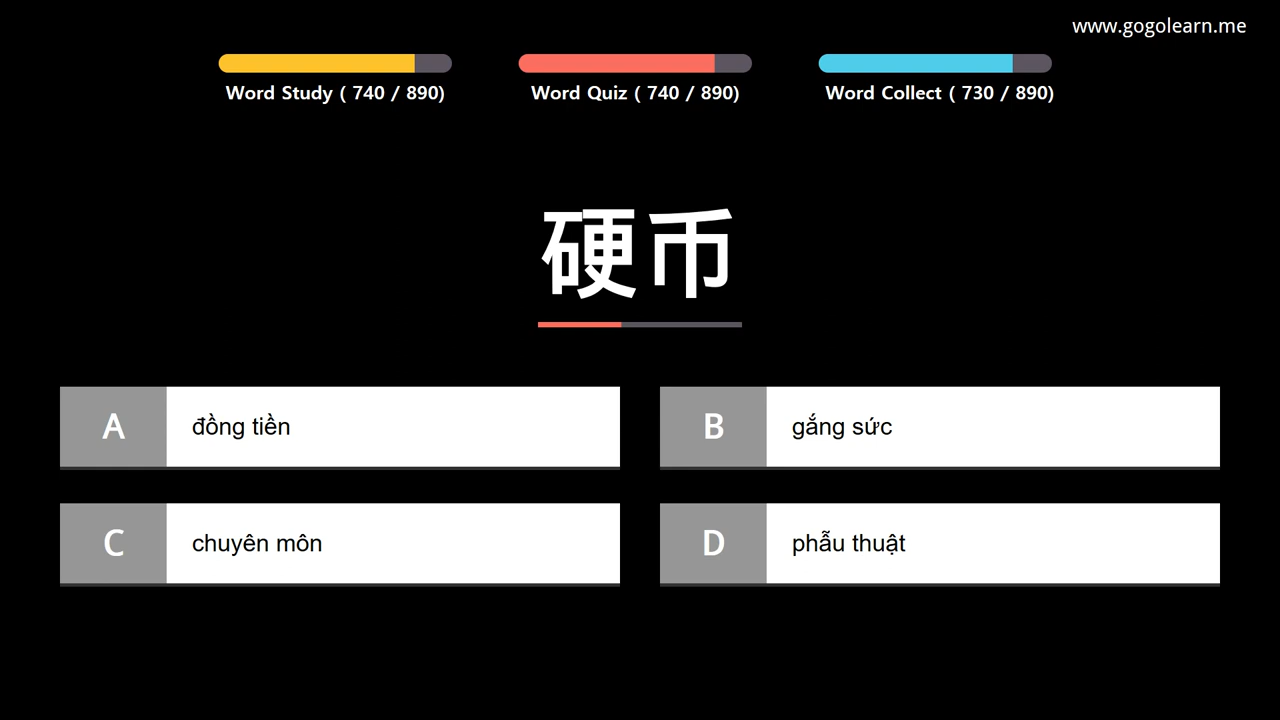 www.gogolearn.me
Word Study ( 740 / 890)
Word Quiz ( 740 / 890)
Word Collect ( 730 / 890)
硬币
A đồng tiền
B gắng sức
C chuyên môn
D phẫu thuật